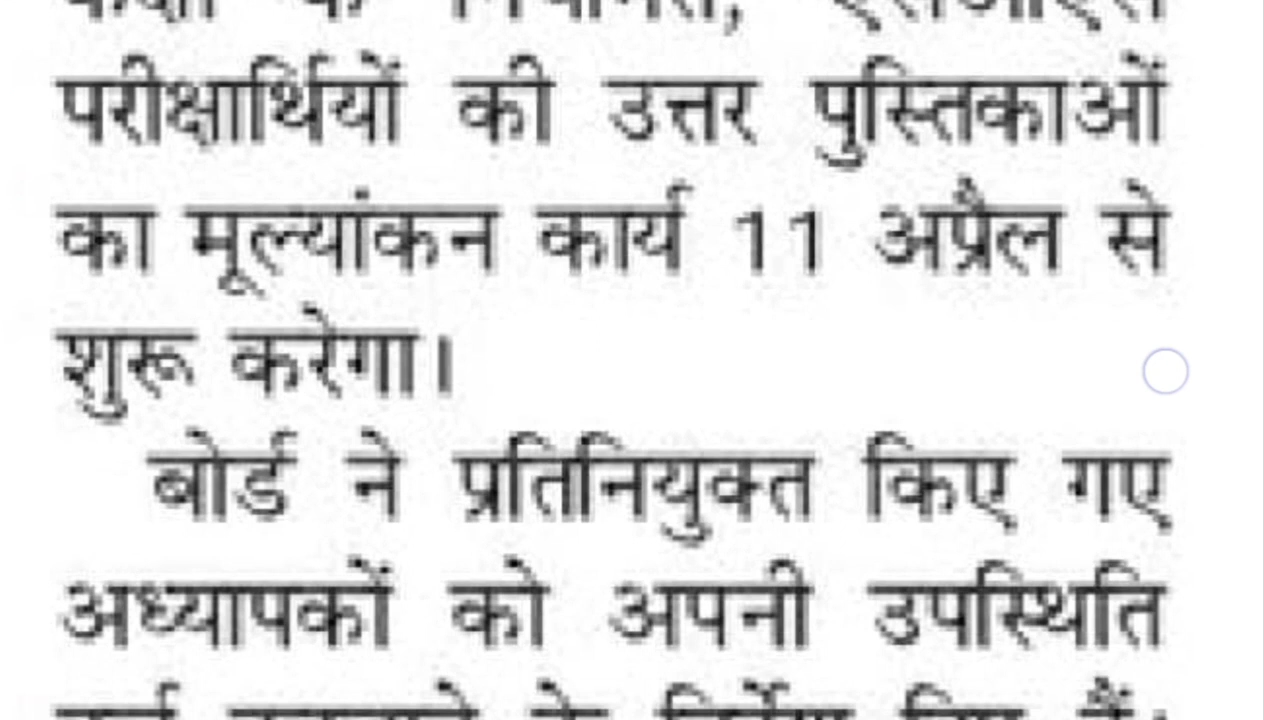 परीक्षार्थियों की उत्तर पुस्तिकाओं
का मूल्यांकन कार्य 11 अप्रैल से
शुरू करेगा।
बोर्ड ने प्रतिनियुक्त किए गए
अध्यापकों को अपनी उपस्थिति